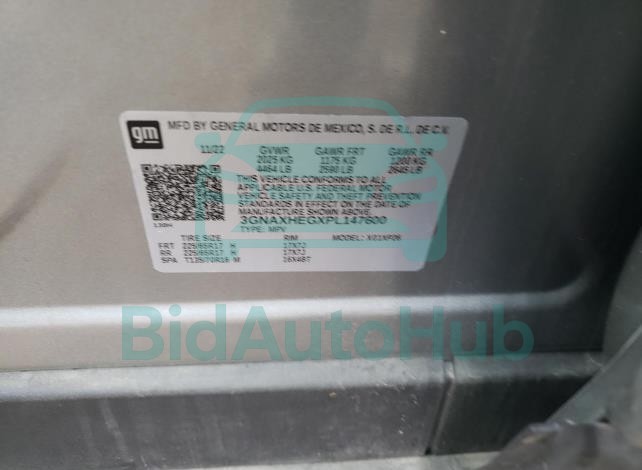 gm MFD BY GENERAL MOTORS DE MEXICO, S. DE R.L. DE C.V.
11/22 GVWR GAWR FRT GAWR RR
2025 KG 1175 KG 1200 KG
4464 LB 2590 LB 2645 LB
THIS VEHICLE CONFORMS TO ALL
APPLICABLE U.S. FEDERAL MOTOR
VEHICLE SAFETY AND THEFT PREVENTION
STANDARDS IN EFFECT ON THE DATE OF
MANUFACTURE SHOWN ABOVE.
3GNAXHEGXPL147600
TYPE: MPV
TIRE SIZE RIM MODEL:
FRT 225/65R17 H 17X7J
RR 225/65R17 H 17X7J
SPA T135/70R16 M 16X4BT
BidAutoHub